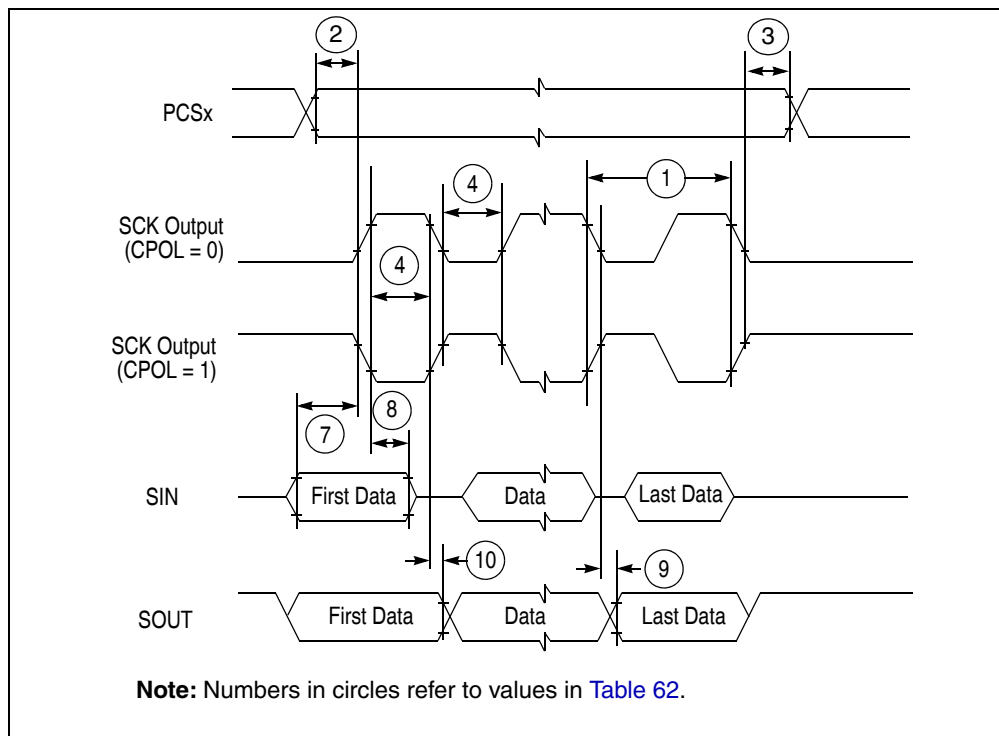 2
3
PCSx
4
1
SCK Output
(CPOL = 0)
4
SCK Output
(CPOL = 1)
8
7
SIN
First Data
Data
Last Data
10
9
SOUT
First Data
Data
Last Data
Note: Numbers in circles refer to values in Table 62.